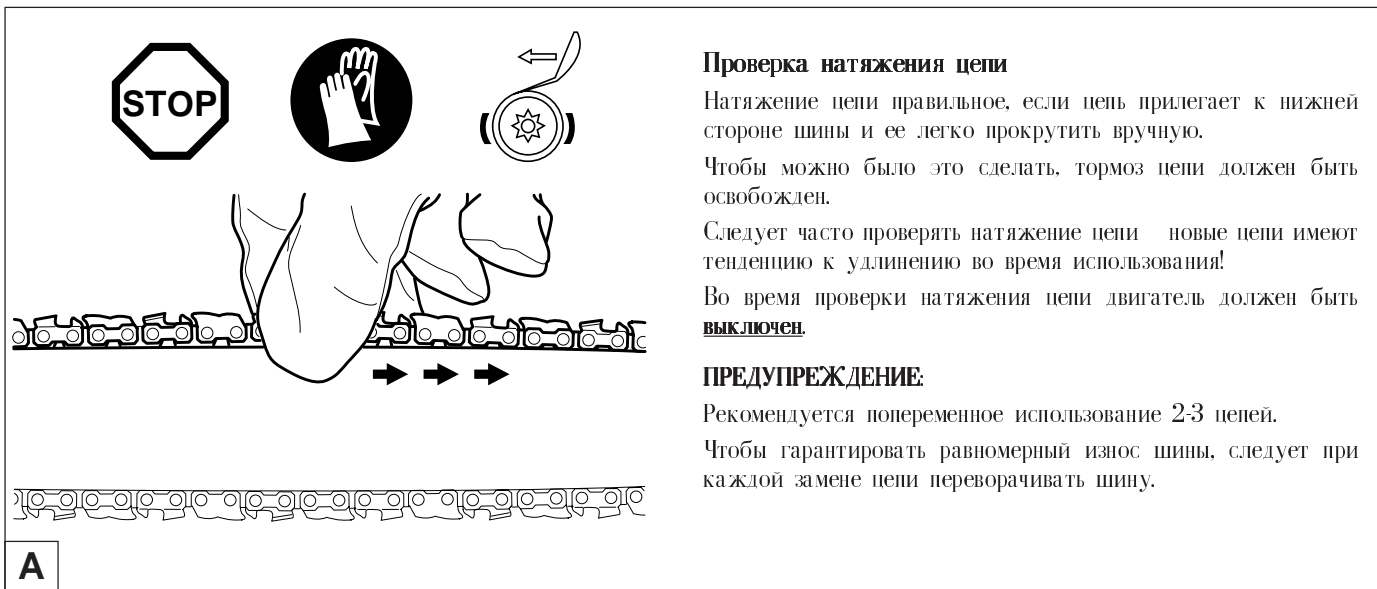 STOP
Проверка натяжения цепи
Натяжение цепи правильное, если цепь прилегает к нижней
стороне шины и ее легко прокрутить вручную.
Чтобы можно было это сделать, тормоз цепи должен быть
освобожден.
Следует часто проверять натяжение цепи новые цепи имеют
тенденцию к удлинению во время использования!
Во время проверки натяжения цепи двигатель должен быть
выключен.
ПРЕДУПРЕЖДЕНИЕ:
Рекомендуется попеременное использование 2-3 цепей.
Чтобы гарантировать равномерный износ шины, следует при
каждой замене цепи переворачивать шину.
A